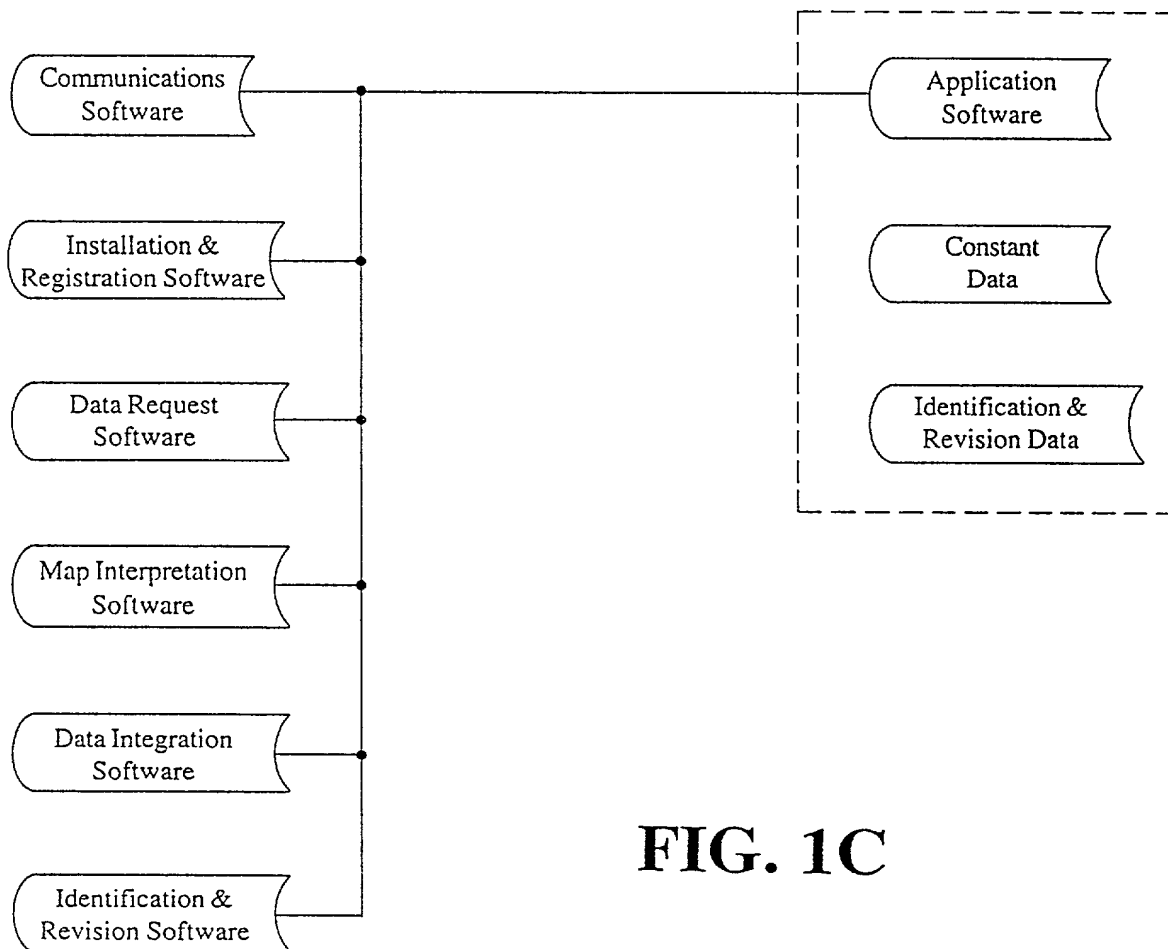 Communications
Software
Installation &
Registration Software
Data Request
Software
Map Interpretation
Software
Data Integration
Software
Identification &
Revision Software
Application
Software
Constant
Data
Identification &
Revision Data
FIG. 1C